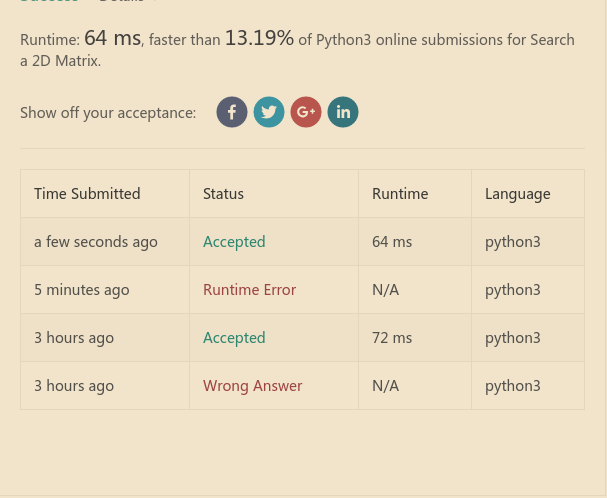 Success Details
Runtime: 64 ms, faster than 13.19% of Python3 online submissions for Search
a 2D Matrix.
Show off your acceptance: f G+ in
Time Submitted Status Runtime Language
a few seconds ago Accepted 64 ms python3
5 minutes ago Runtime Error N/A python3
3 hours ago Accepted 72 ms python3
3 hours ago Wrong Answer N/A python3